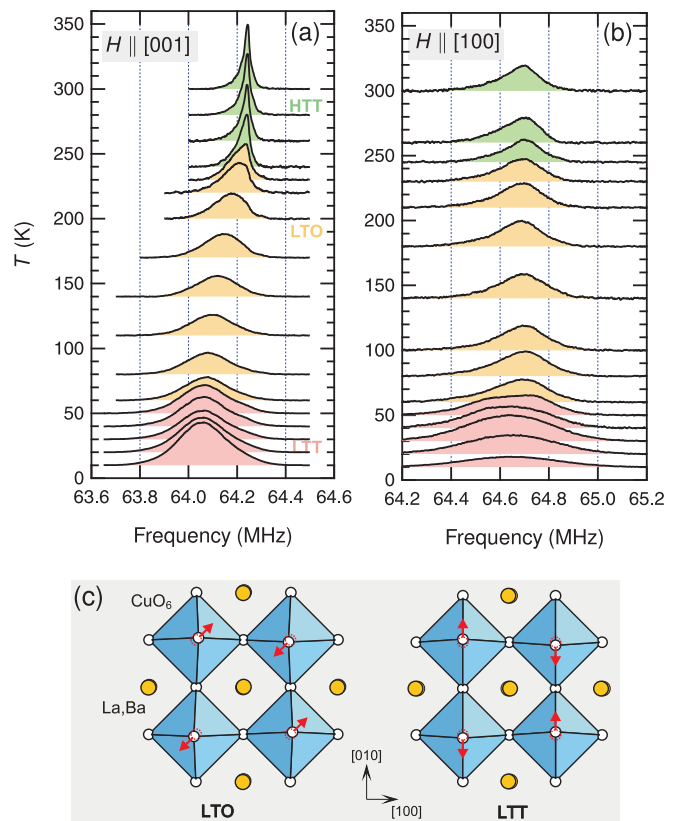 H || [001]
(a)
350
300
250
200
150
100
50
0
T (K)
HTT
LTO
LTT
63.6
63.8
64.0
64.2
64.4
64.6
Frequency (MHz)
H || [100]
(b)
350
300
250
200
150
100
50
0
64.2
64.4
64.6
64.8
65.0
65.2
Frequency (MHz)
(c)
CuO₆
La,Ba
[010]
[100]
LTO
LTT